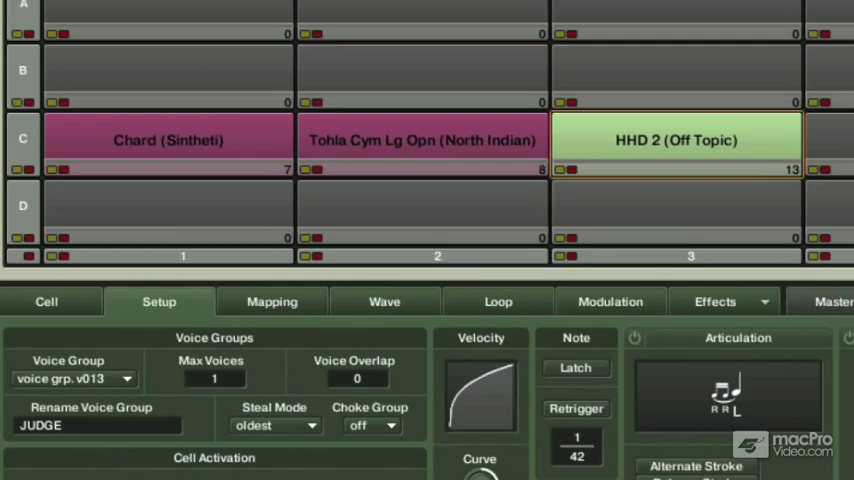 A
0 0 0
B
0 0 0
C Chard (Sintheti) Tohla Cym Lg Opn (North Indian) HHD 2 (Off Topic)
7 8 13
D
0 0 0
1 2 3
Cell Setup Mapping Wave Loop Modulation Effects Master
Voice Groups Velocity Note Articulation
Voice Group Max Voices Voice Overlap
voice grp. v013 1 0 Latch
Rename Voice Group Steal Mode Choke Group Retrigger
JUDGE oldest off
R R L
1
42
macPro
Video.com
Cell Activation Curve
Alternate Stroke